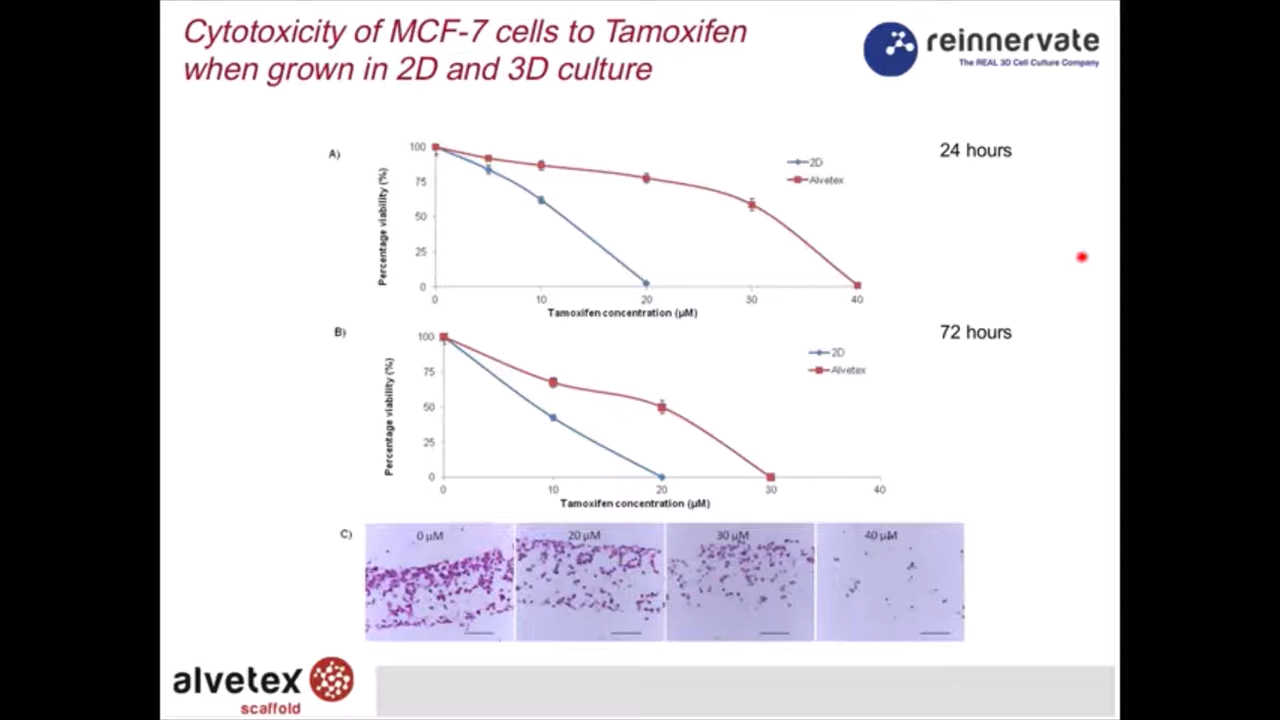 Cytotoxicity of MCF-7 cells to Tamoxifen
when grown in 2D and 3D culture
reinnervate
The REAL 3D Cell Culture Company
A)
24 hours
Percentage viability (%)
100
75
50
25
0
2D
Alvetex
0 10 20 30 40
Tamoxifen concentration (µM)
B)
72 hours
Percentage viability (%)
100
75
50
25
0
2D
Alvetex
0 10 20 30 40
Tamoxifen concentration (µM)
C)
0 µM 20 µM 30 µM 40 µM
alvetex
scaffold